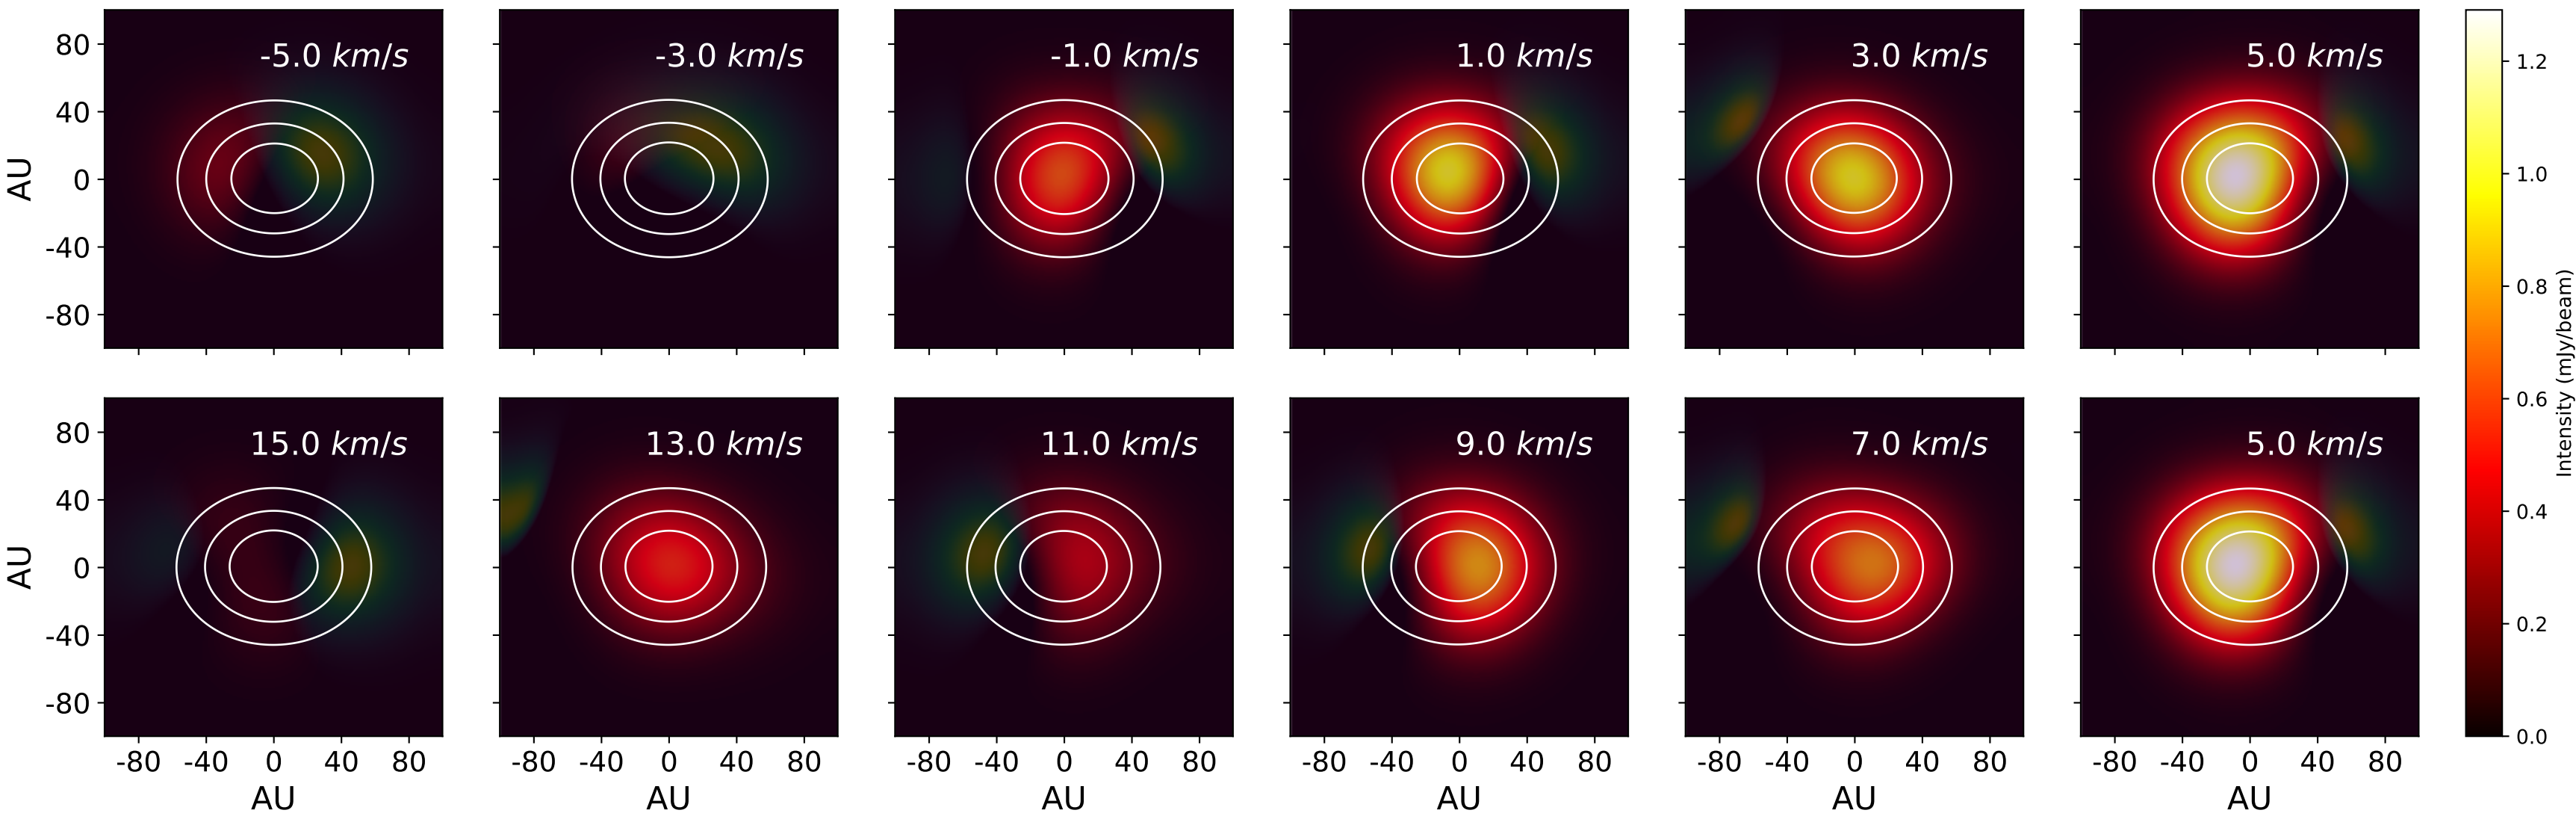 -5.0 km/s
-3.0 km/s
-1.0 km/s
1.0 km/s
3.0 km/s
5.0 km/s
80
40
0
-40
-80
AU
15.0 km/s
13.0 km/s
11.0 km/s
9.0 km/s
7.0 km/s
5.0 km/s
80
40
0
-40
-80
AU
-80 -40 0 40 80
-80 -40 0 40 80
-80 -40 0 40 80
-80 -40 0 40 80
-80 -40 0 40 80
-80 -40 0 40 80
AU
AU
AU
AU
AU
AU
1.2
1.0
0.8
0.6
0.4
0.2
0.0
Intensity (mJy/beam)